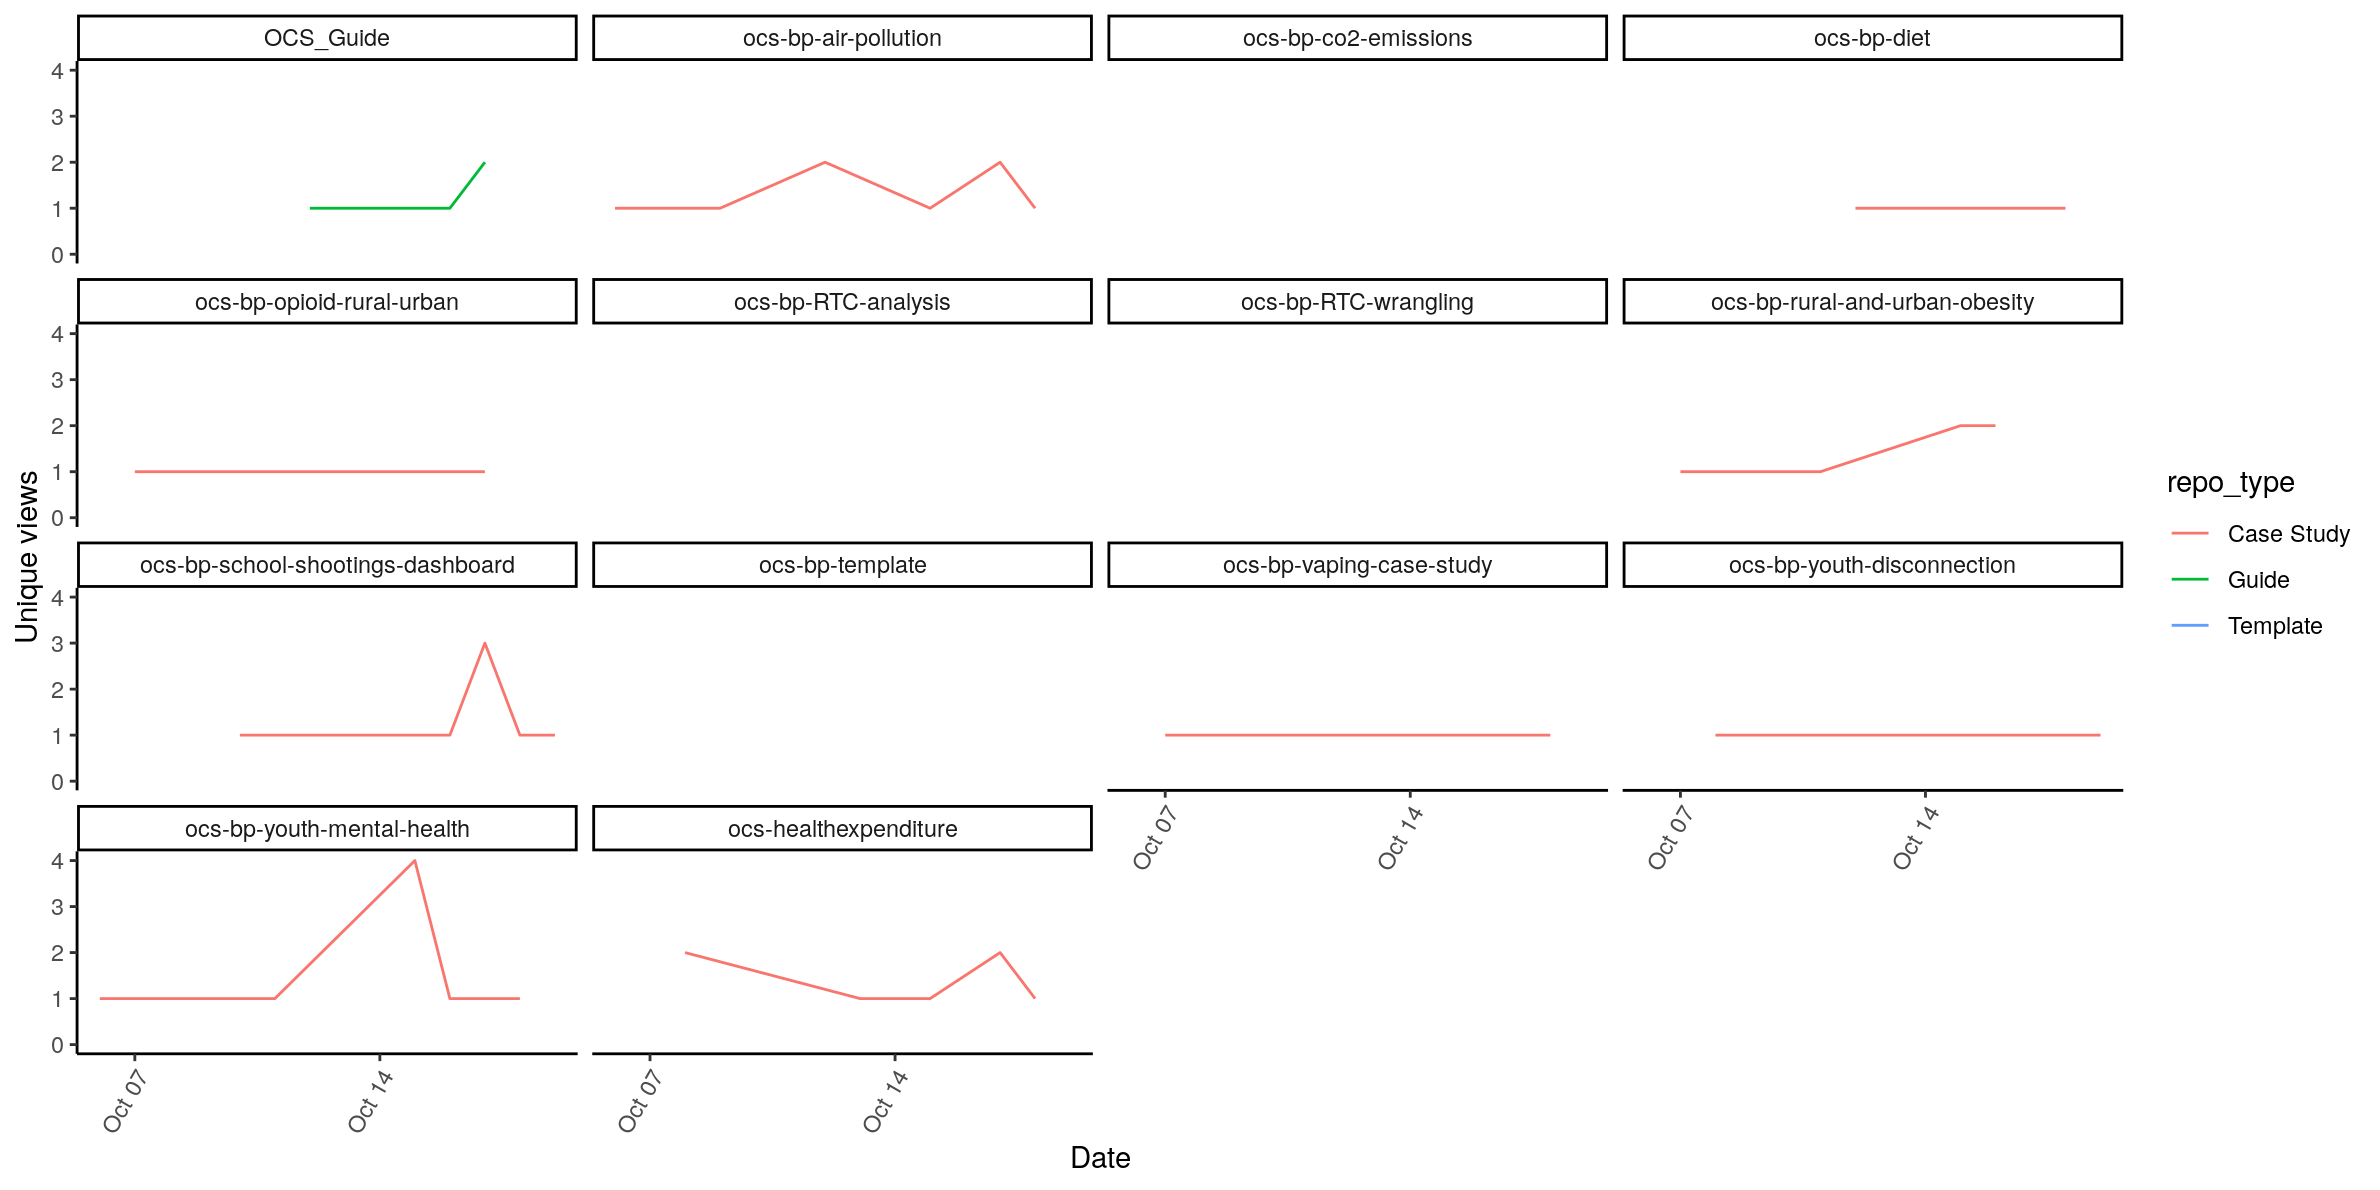 OCS_Guide
ocs-bp-air-pollution
ocs-bp-co2-emissions
ocs-bp-diet
4
3
2
1
0
ocs-bp-opioid-rural-urban
ocs-bp-RTC-analysis
ocs-bp-RTC-wrangling
ocs-bp-rural-and-urban-obesity
4
3
2
1
0
ocs-bp-school-shootings-dashboard
ocs-bp-template
ocs-bp-vaping-case-study
ocs-bp-youth-disconnection
4
3
2
1
0
Oct 07
Oct 14
Oct 07
Oct 14
ocs-bp-youth-mental-health
ocs-healthexpenditure
4
3
2
1
0
Oct 07
Oct 14
Oct 07
Oct 14
Unique views
Date
repo_type
Case Study
Guide
Template